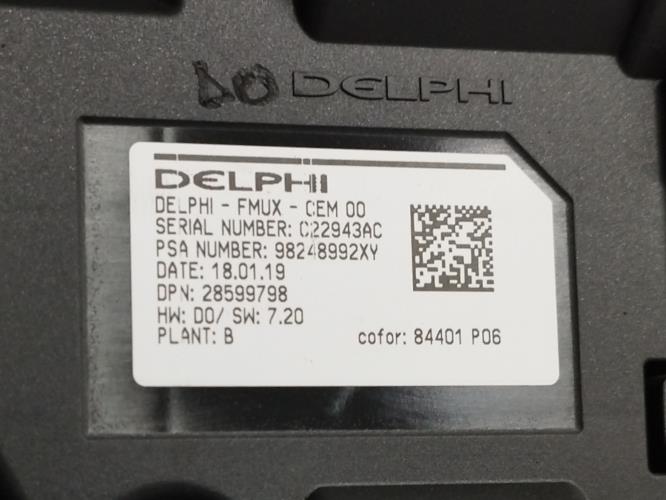 DO DELPHI
DELPHI
DELPHI - FMUX - CEM 00
SERIAL NUMBER: C22943AC
PSA NUMBER: 98248992XY
DATE: 18.01.19
DPN: 28599798
HW: D0/ SW: 7.20
PLANT: B
cofor: 84401 P06